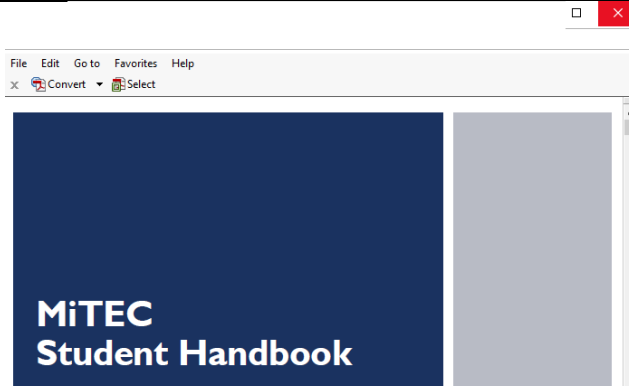 File Edit Go to Favorites Help
x Convert Select
MiTEC
Student Handbook